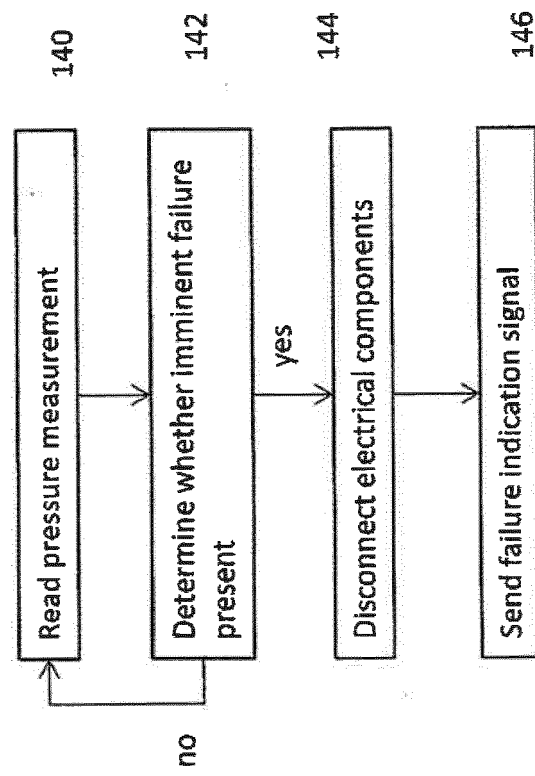 Read pressure measurement
140
Determine whether imminent failure
present
142
no
yes
Disconnect electrical components
144
Send failure indication signal
146